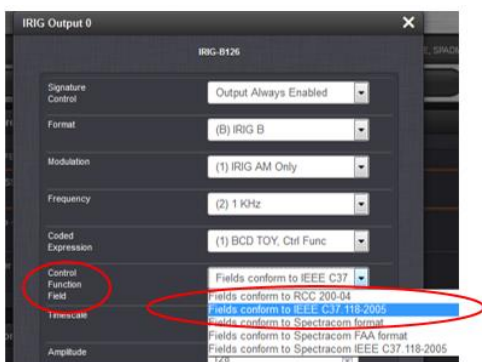 IRIG Output 0
IRIG-B126
E, SPAD
Signature
Control
Output Always Enabled
Format
(B) IRIG B
Modulation
(1) IRIG AM Only
Frequency
(2) 1 KHz
Coded
Expression
(1) BCD TOY, Ctrl Func
Control
Function
Field
Fields conform to IEEE C37
Fields conform to RCC 200-04
Fields conform to IEEE C37.118-2005
Fields conform to Spectracom format
Timescale
Fields conform to Spectracom FAA format
Fields conform to Spectracom IEEE C37.118-2005
Amplitude